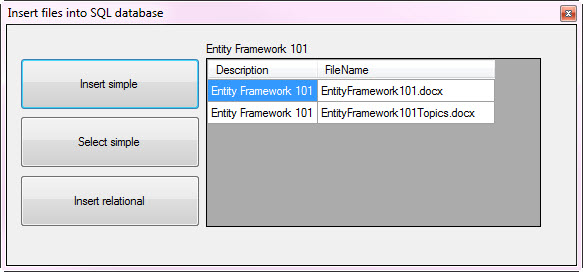 Insert files into SQL database
Entity Framework 101
Insert simple
Select simple
Insert relational
Description FileName
Entity Framework 101 EntityFramework101.docx
Entity Framework 101 EntityFramework101Topics.docx